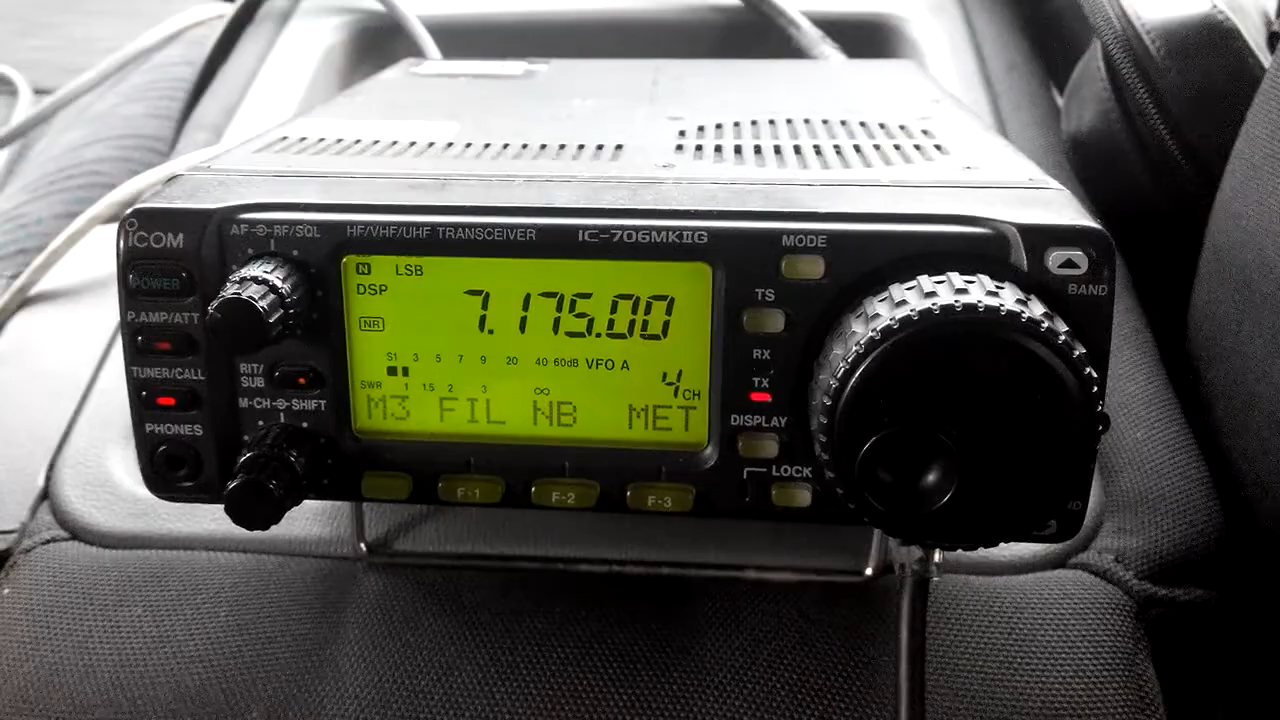 ICOM
AF RF/SQL
HF/VHF/UHF TRANSCEIVER
IC-706MKIIG
MODE
BAND
POWER
N LSB
DSP
7.175.00
TS
P.AMP/ATT
NR
S1 3 5 7 9 20 40 60dB VFO A
RX
TUNER/CALL
RIT/
SUB
SWR 1 1.5 2 3 ∞
4CH
TX
M-CH SHIFT
M3 FIL NB MET
DISPLAY
PHONES
LOCK
F-1 F-2 F-3